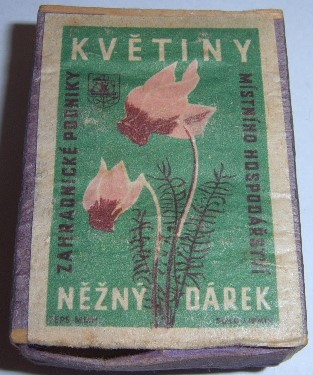 KVĚTINY
ZAHRADNICKÉ PODNIKY
MÍSTNÍHO HOSPODÁŘSTVÍ
NĚŽNÝ DÁREK